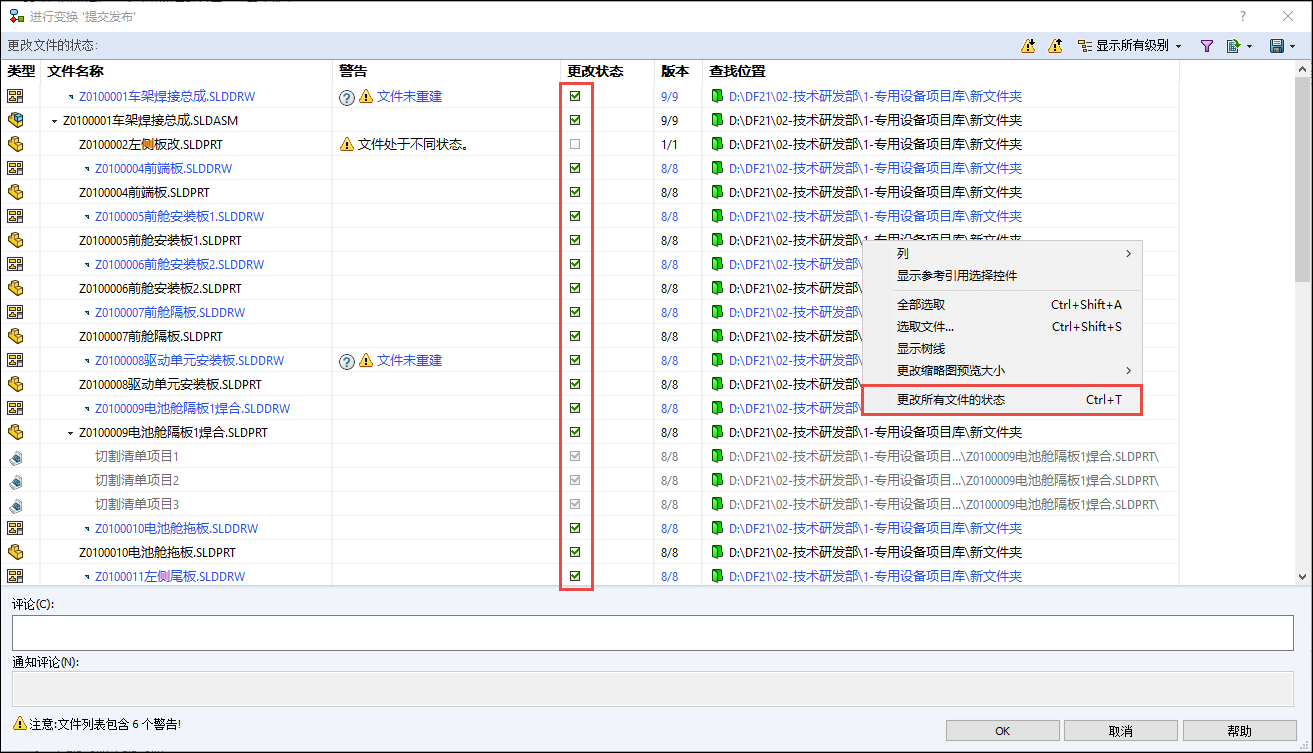 进行变换 '提交发布'
更改文件的状态:
显示所有级别
类型 文件名称 警告 更改状态 版本 查找位置
Z0100001车架焊接总成.SLDDRW 文件未重建 9/9 D:\DF21\02-技术研发部\1-专用设备项目库\新文件夹
Z0100001车架焊接总成.SLDASM 9/9 D:\DF21\02-技术研发部\1-专用设备项目库\新文件夹
Z0100002左侧板改.SLDPRT 文件处于不同状态。 1/1 D:\DF21\02-技术研发部\1-专用设备项目库\新文件夹
Z0100004前端板.SLDDRW 8/8 D:\DF21\02-技术研发部\1-专用设备项目库\新文件夹
Z0100004前端板.SLDPRT 8/8 D:\DF21\02-技术研发部\1-专用设备项目库\新文件夹
Z0100005前舱安装板1.SLDDRW 8/8 D:\DF21\02-技术研发部\1-专用设备项目库\新文件夹
Z0100005前舱安装板1.SLDPRT 8/8 D:\DF21\02-技术研发部\1-专用设备项目库\新文件夹
Z0100006前舱安装板2.SLDDRW 8/8 D:\DF21\02-技术研发部\
Z0100006前舱安装板2.SLDPRT 8/8 D:\DF21\02-技术研发部\
Z0100007前舱隔板.SLDDRW 8/8 D:\DF21\02-技术研发部\
Z0100007前舱隔板.SLDPRT 8/8 D:\DF21\02-技术研发部\
Z0100008驱动单元安装板.SLDDRW 文件未重建 8/8 D:\DF21\02-技术研发部\
Z0100008驱动单元安装板.SLDPRT 8/8 D:\DF21\02-技术研发部\
Z0100009电池舱隔板1焊合.SLDDRW 8/8 D:\DF21\02-技术研发部\
Z0100009电池舱隔板1焊合.SLDPRT 8/8 D:\DF21\02-技术研发部\1-专用设备项目库\新文件夹
切割清单项目1 8/8 D:\DF21\02-技术研发部\1-专用设备项目...\Z0100009电池舱隔板1焊合.SLDPRT\
切割清单项目2 8/8 D:\DF21\02-技术研发部\1-专用设备项目...\Z0100009电池舱隔板1焊合.SLDPRT\
切割清单项目3 8/8 D:\DF21\02-技术研发部\1-专用设备项目...\Z0100009电池舱隔板1焊合.SLDPRT\
Z0100010电池舱拖板.SLDDRW 8/8 D:\DF21\02-技术研发部\1-专用设备项目库\新文件夹
Z0100010电池舱拖板.SLDPRT 8/8 D:\DF21\02-技术研发部\1-专用设备项目库\新文件夹
Z0100011左侧尾板.SLDDRW 8/8 D:\DF21\02-技术研发部\1-专用设备项目库\新文件夹
列
显示参考引用选择控件
全部选取 Ctrl+Shift+A
选取文件... Ctrl+Shift+S
显示树线
更改缩略图预览大小
更改所有文件的状态 Ctrl+T
评论(C):
通知评论(N):
注意:文件列表包含 6 个警告!
OK 取消 帮助